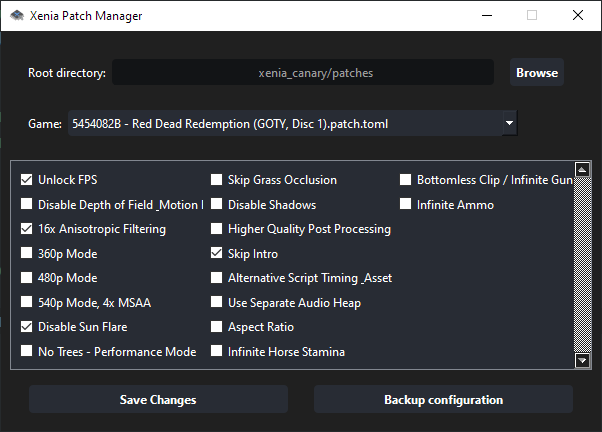 Xenia Patch Manager
Root directory: xenia_canary/patches Browse
Game: 5454082B - Red Dead Redemption (GOTY, Disc 1).patch.toml
Unlock FPS Skip Grass Occlusion Bottomless Clip / Infinite Gun
Disable Depth of Field _Motion Disable Shadows Infinite Ammo
16x Anisotropic Filtering Higher Quality Post Processing
360p Mode Skip Intro
480p Mode Alternative Script Timing _Asset
540p Mode, 4x MSAA Use Separate Audio Heap
Disable Sun Flare Aspect Ratio
No Trees - Performance Mode Infinite Horse Stamina
Save Changes Backup configuration